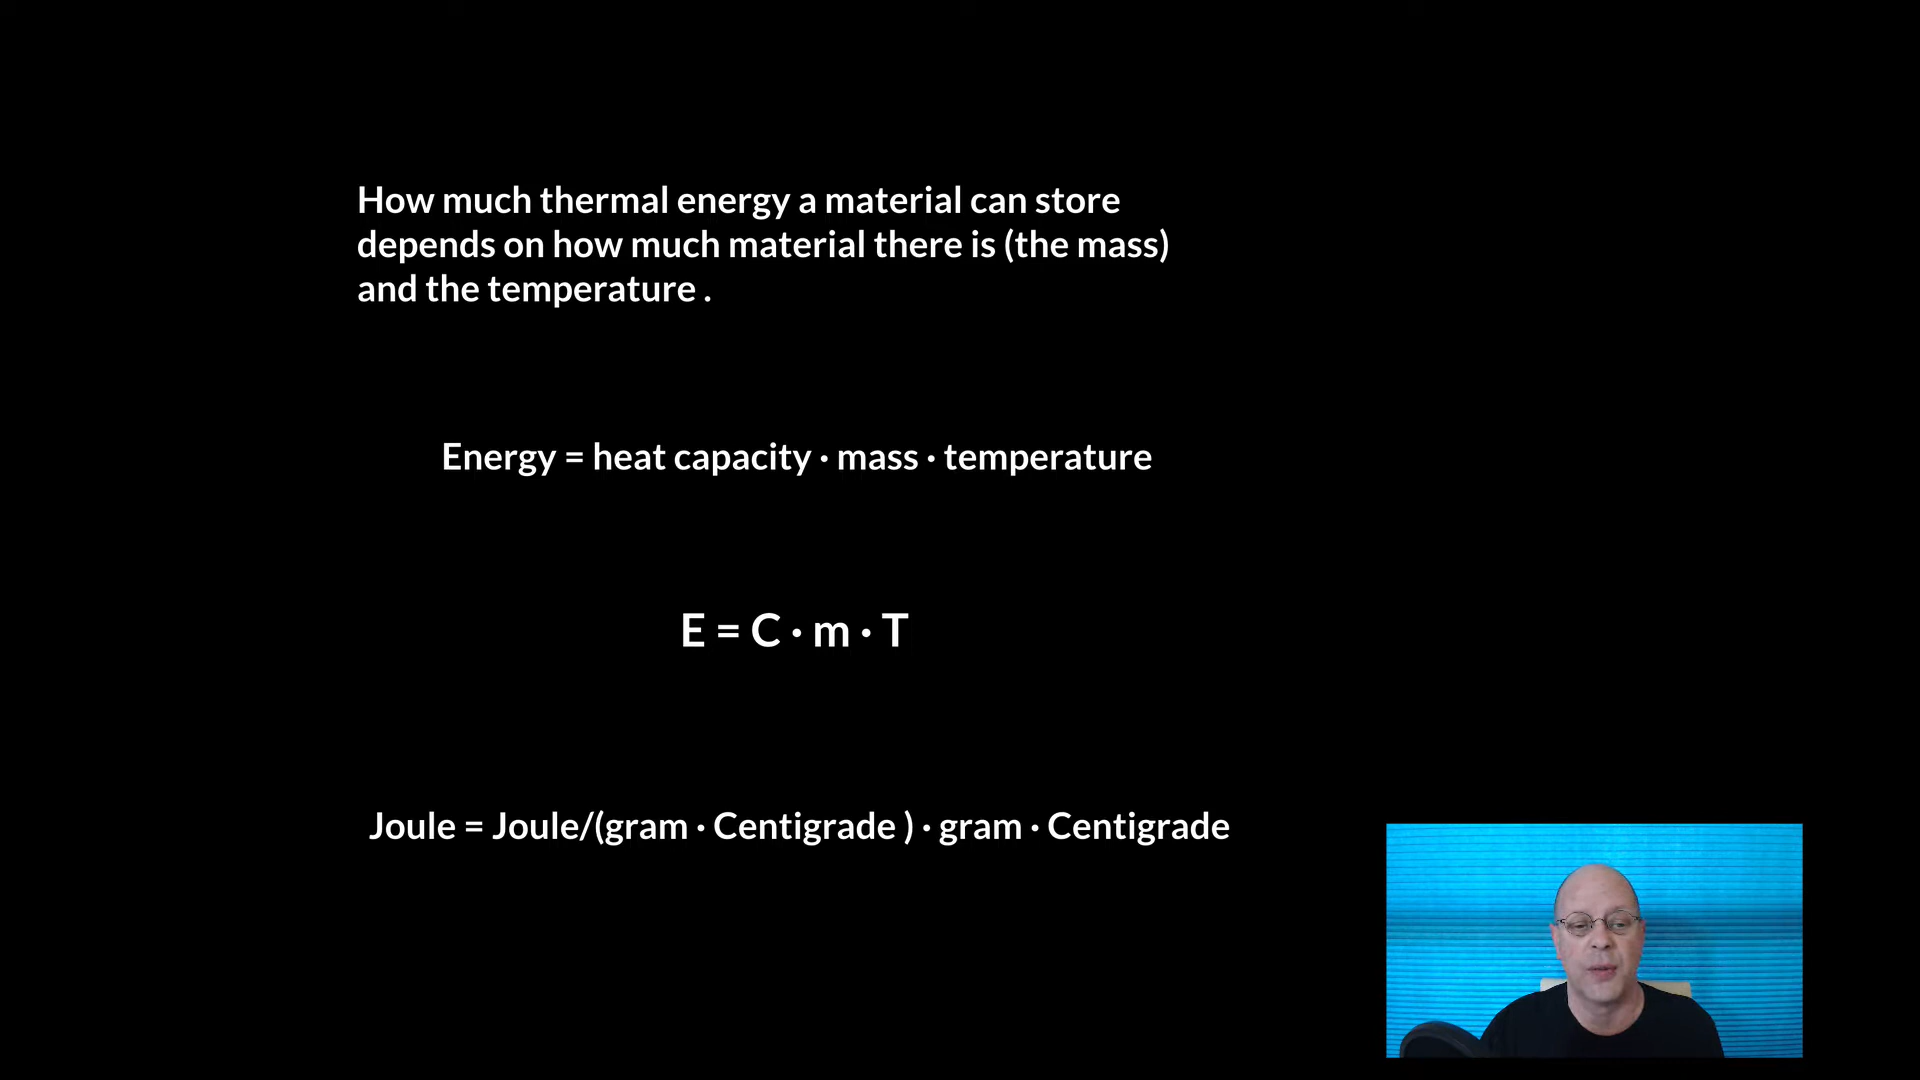 How much thermal energy a material can store
depends on how much material there is (the mass)
and the temperature .
Energy = heat capacity · mass · temperature
E = C · m · T
Joule = Joule/(gram · Centigrade ) · gram · Centigrade